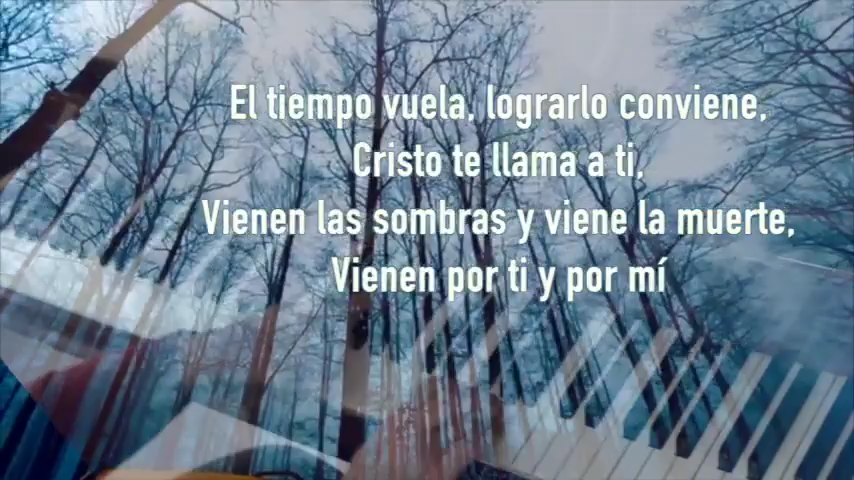 El tiempo vuela, lograrlo conviene,
Cristo te llama a ti,
Vienen las sombras y viene la muerte,
Vienen por ti y por mí